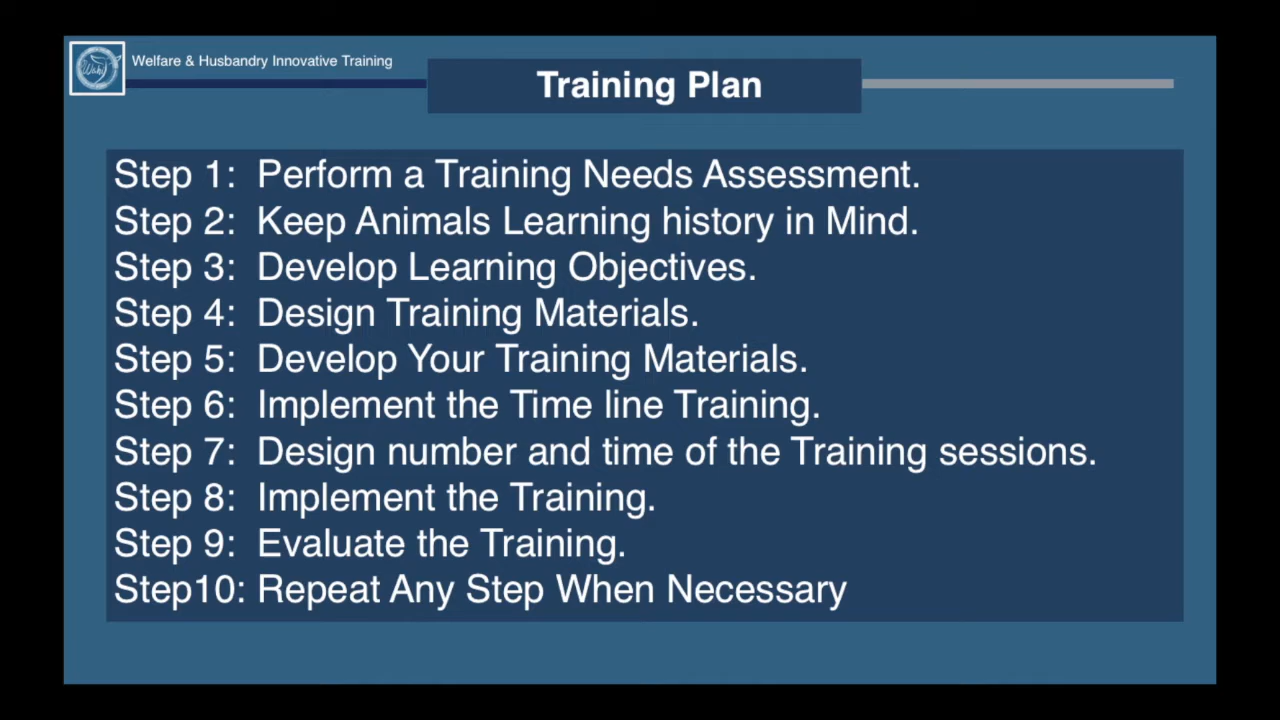 Welfare & Husbandry Innovative Training
Training Plan
Step 1: Perform a Training Needs Assessment.
Step 2: Keep Animals Learning history in Mind.
Step 3: Develop Learning Objectives.
Step 4: Design Training Materials.
Step 5: Develop Your Training Materials.
Step 6: Implement the Time line Training.
Step 7: Design number and time of the Training sessions.
Step 8: Implement the Training.
Step 9: Evaluate the Training.
Step10: Repeat Any Step When Necessary